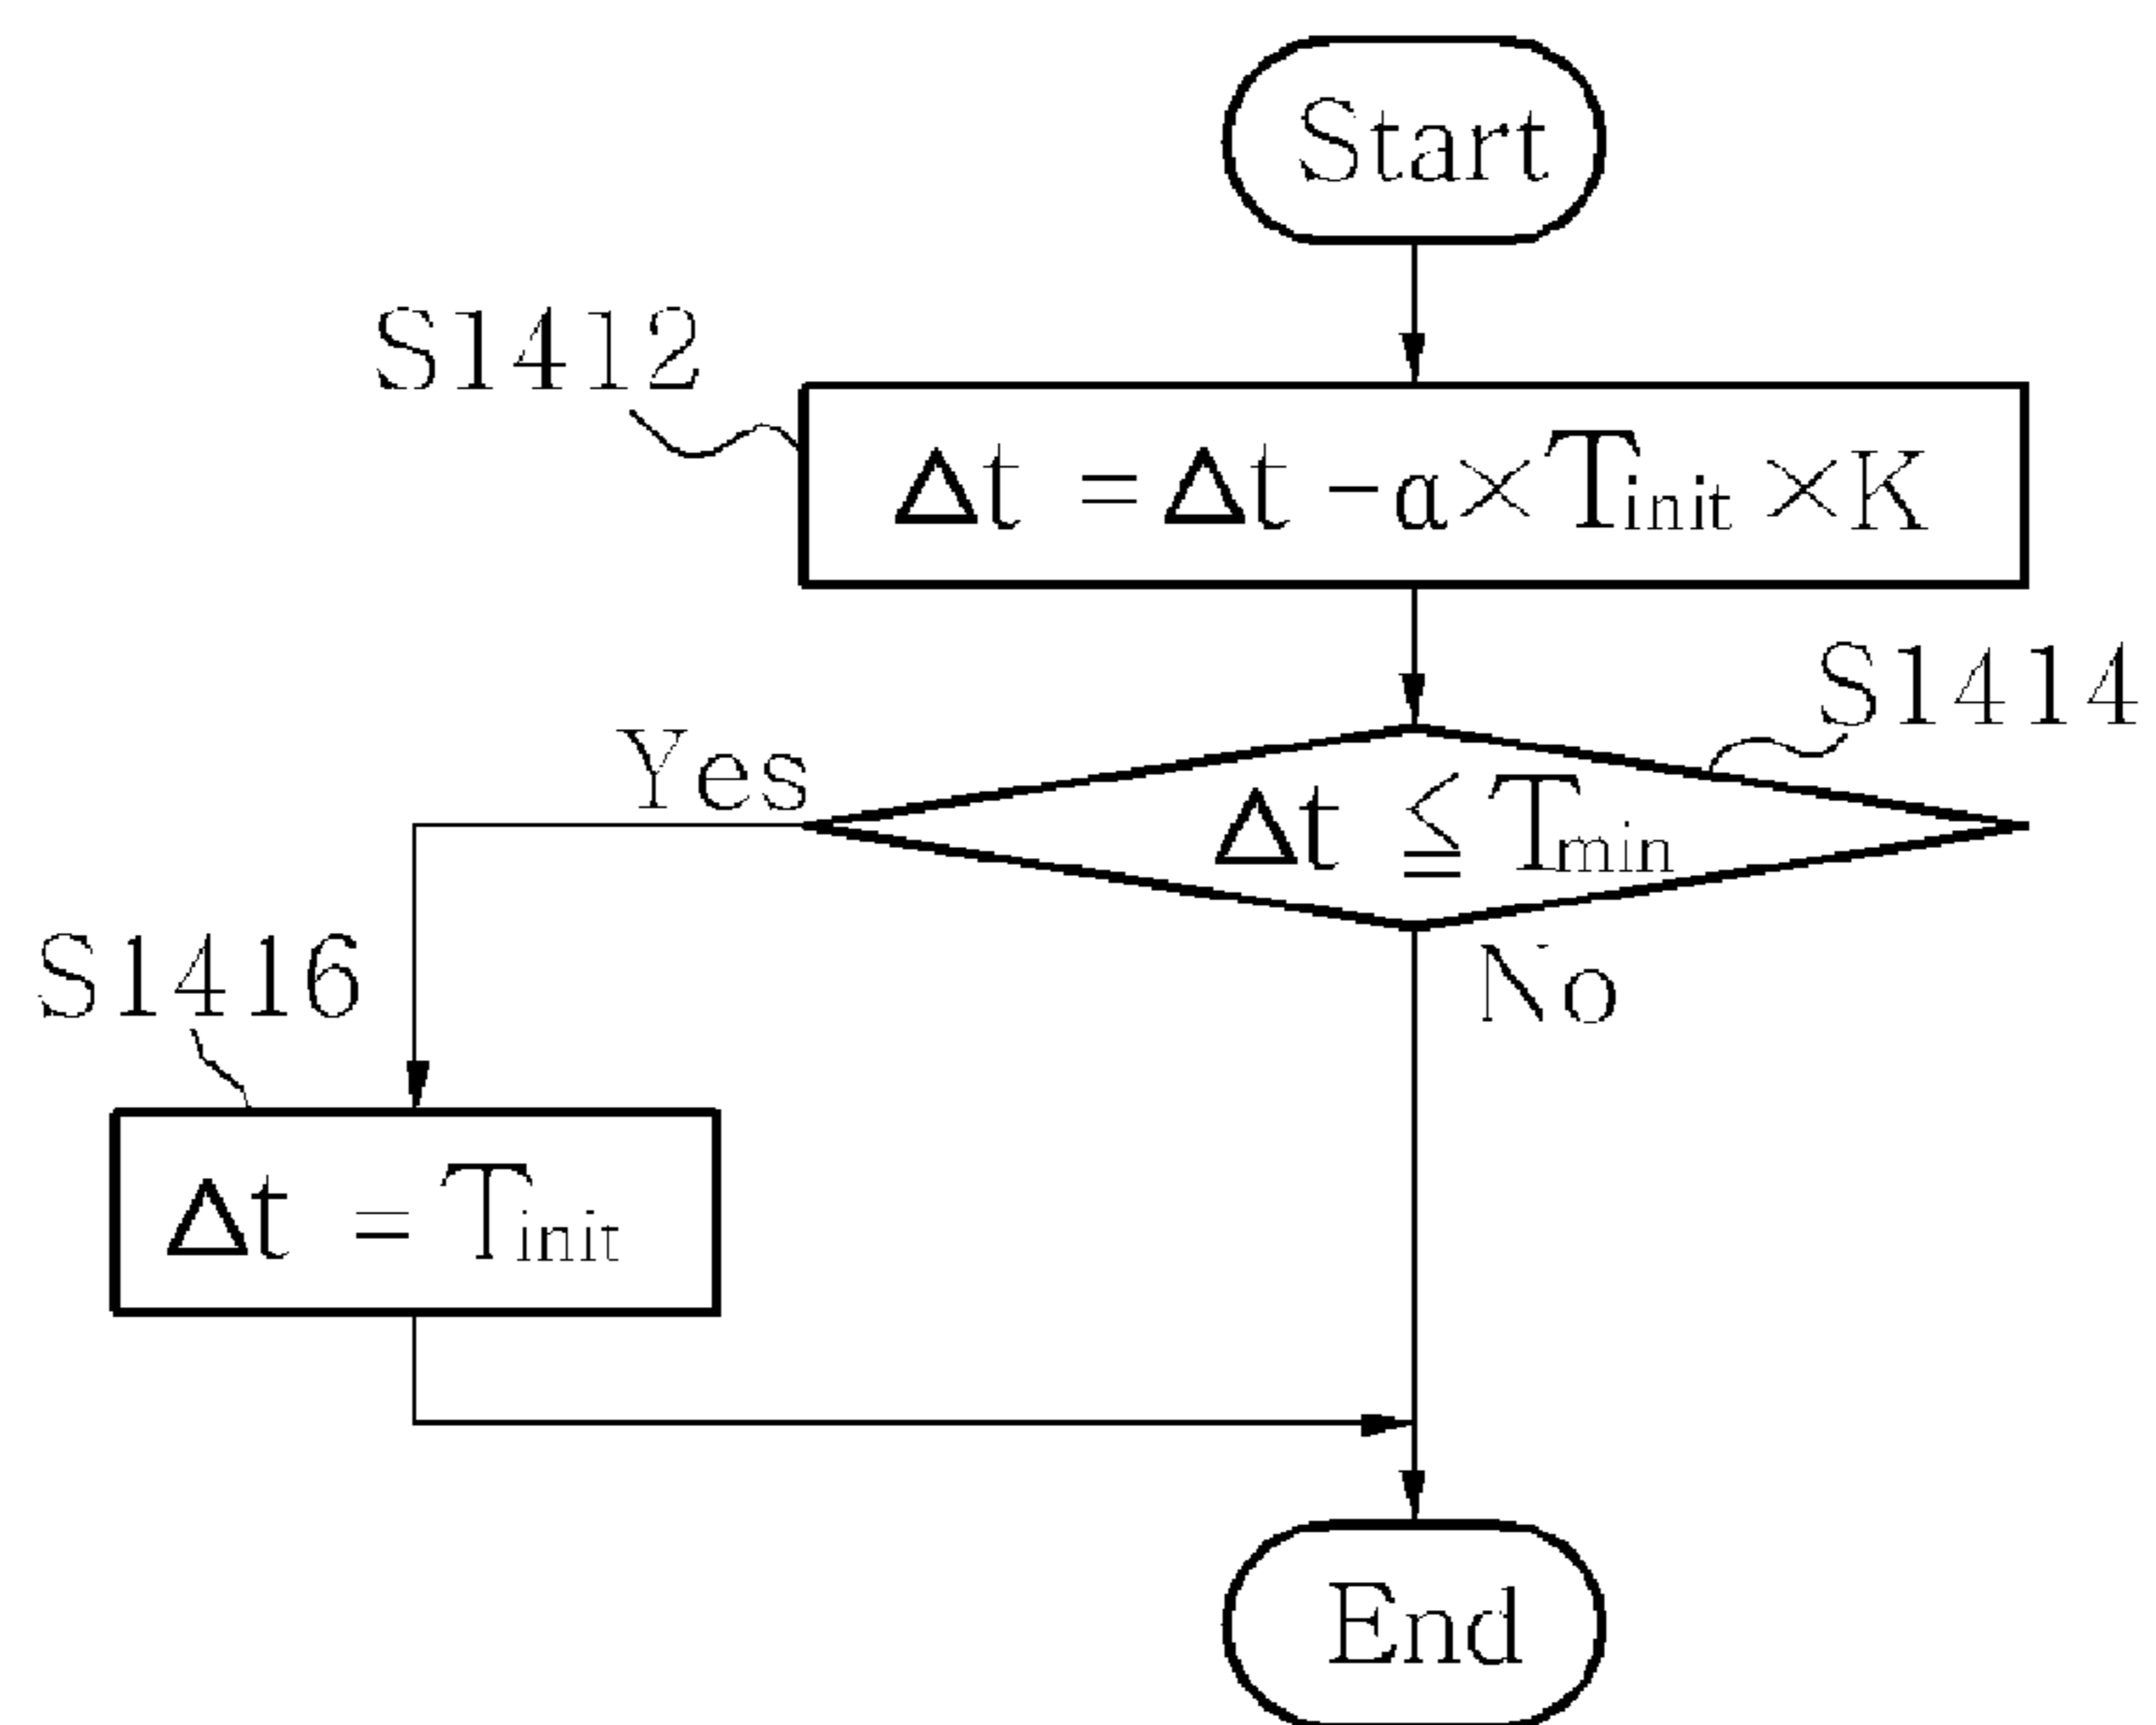 Start
S1412
Δt = Δt - α × Tinit × K
S1414
Yes
Δt ≦ Tmin
No
S1416
Δt = Tinit
End